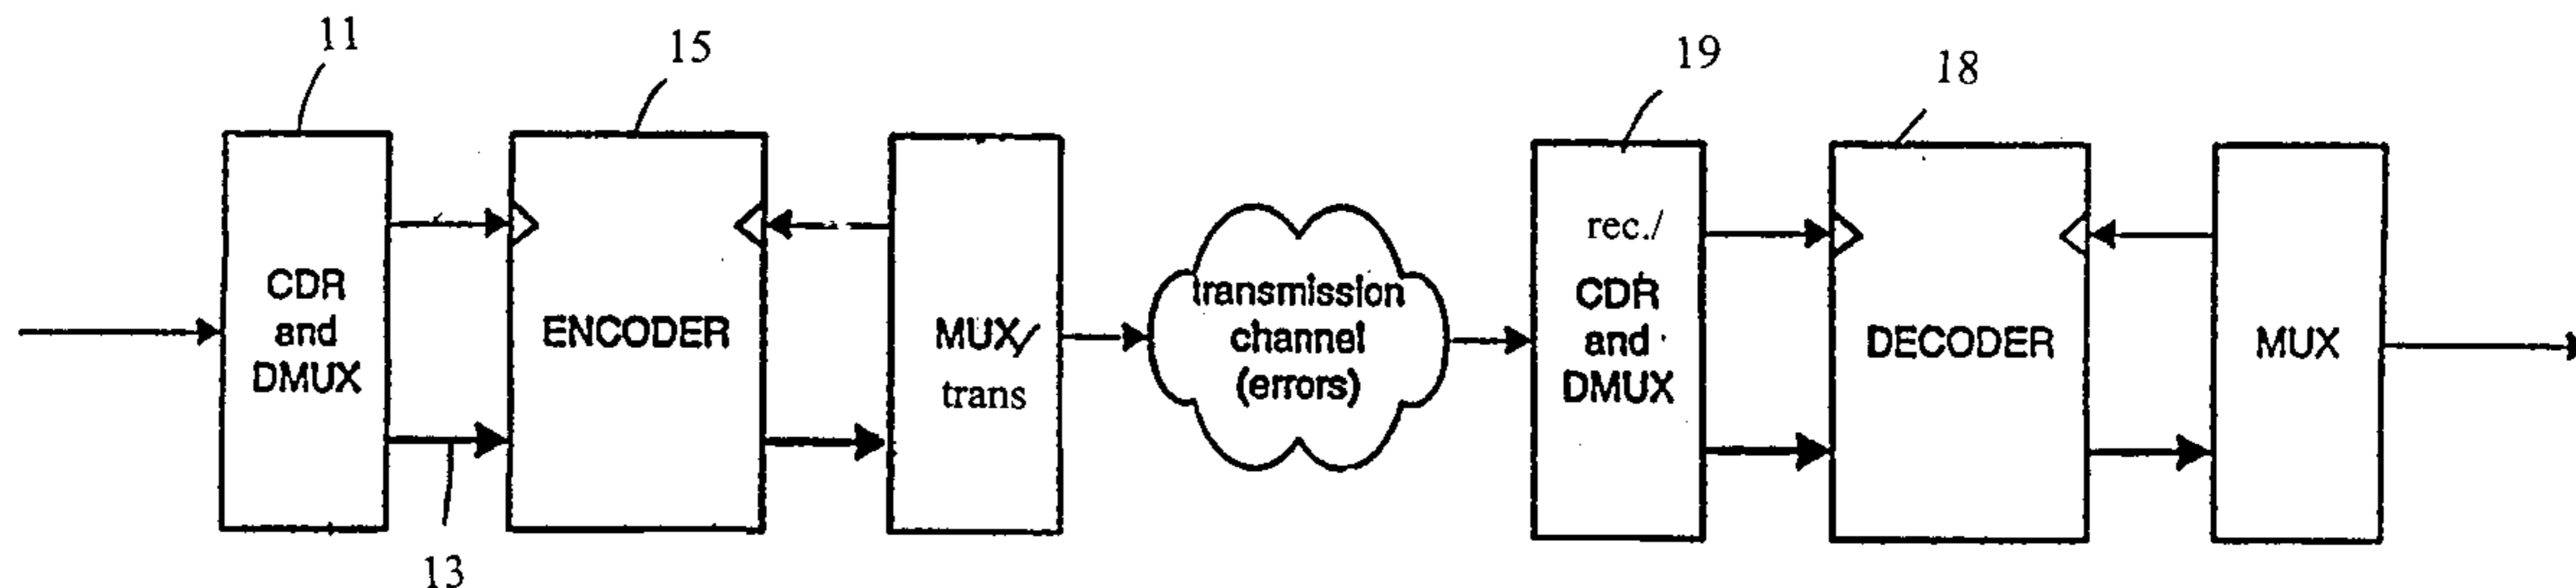 11
15
19
18
CDR
and
DMUX
ENCODER
MUX/
trans
transmission
channel
(errors)
rec./
CDR
and
DMUX
DECODER
MUX
13